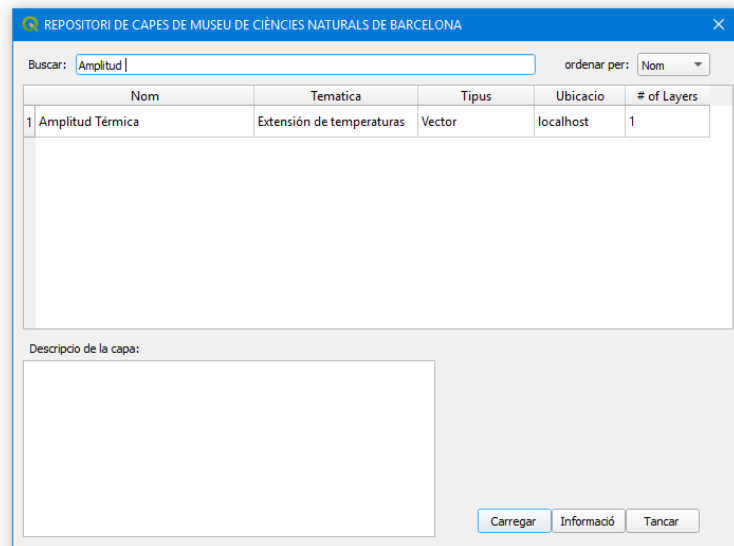 REPOSITORI DE CAPES DE MUSEU DE CIÈNCIES NATURALS DE BARCELONA
Buscar: Amplitud ordenar per: Nom
Nom Tematica Tipus Ubicacio # of Layers
1 Amplitud Térmica Extensión de temperaturas Vector localhost 1
Descripcio de la capa:
Carregar Informació Tancar